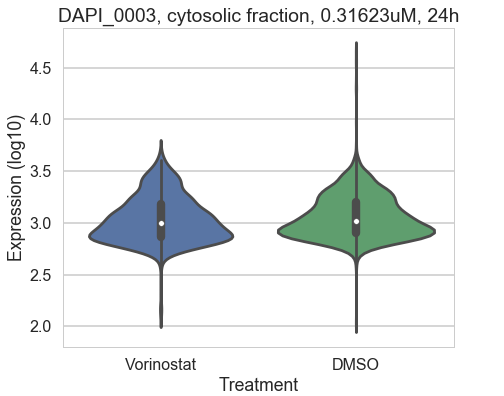 DAPI_0003, cytosolic fraction, 0.31623uM, 24h
Expression (log10)
4.5
4.0
3.5
3.0
2.5
2.0
Vorinostat DMSO
Treatment